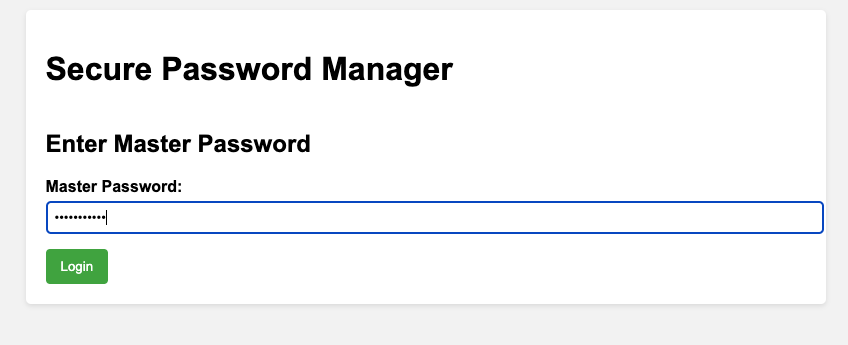 Secure Password Manager
Enter Master Password
Master Password:
•••••••••••
Login